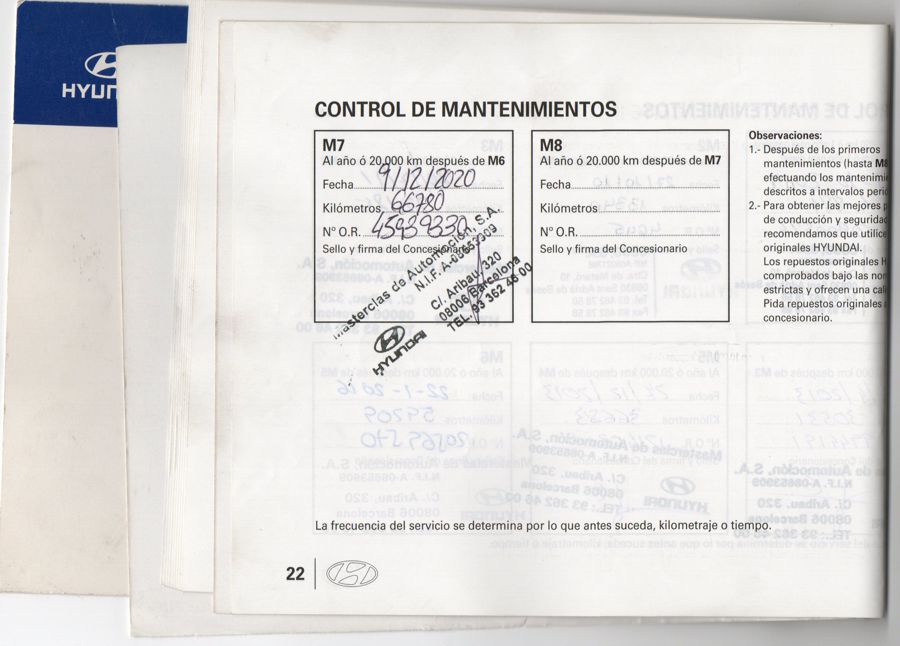 HYUN
CONTROL DE MANTENIMIENTOS
M7
Al año ó 20.000 km después de M6
Fecha 9/12/2020
Kilómetros 66780
Nº O.R. 45939330
Sello y firma del Concesionario
Masterclas de Automoción, S.A.
N.I.F. A-08653909
C/. Aribau, 320
08006 Barcelona
TEL. 93 362 48 00
HYUNDAI
M8
Al año ó 20.000 km después de M7
Fecha
Kilómetros
Nº O.R.
Sello y firma del Concesionario
Observaciones:
1.- Después de los primeros
mantenimientos (hasta M8
efectuando los mantenimie
descritos a intervalos peri
2.- Para obtener las mejores p
de conducción y segurida
recomendamos que utilice
originales HYUNDAI.
Los repuestos originales H
comprobados bajo las nor
estrictas y ofrecen una cali
Pida repuestos originales
concesionario.
La frecuencia del servicio se determina por lo que antes suceda, kilometraje o tiempo.
22